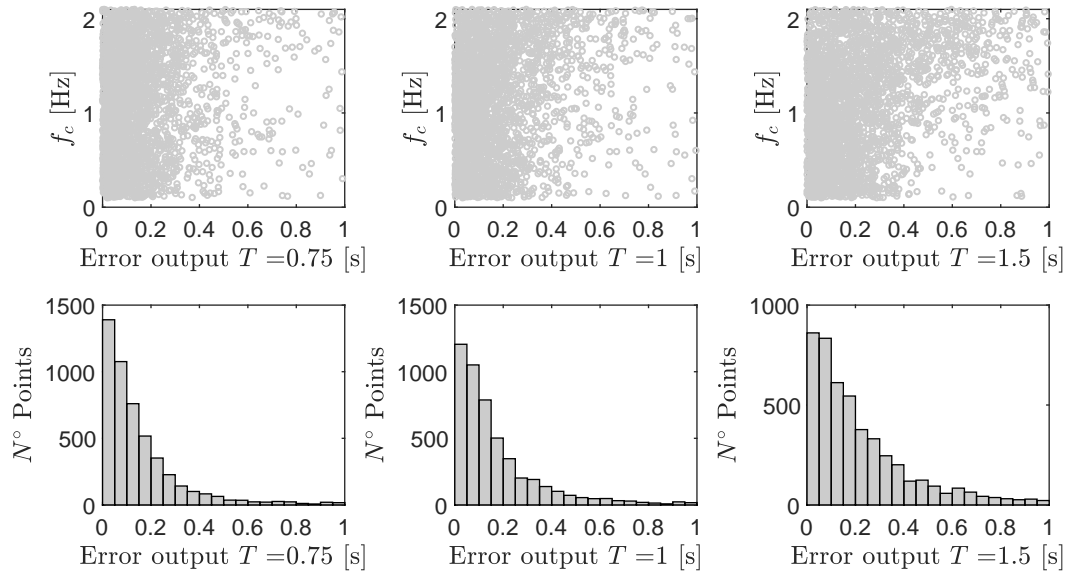 2
1
0
f_c [Hz]
0 0.2 0.4 0.6 0.8 1
Error output T =0.75 [s]
2
1
0
f_c [Hz]
0 0.2 0.4 0.6 0.8 1
Error output T =1 [s]
2
1
0
f_c [Hz]
0 0.2 0.4 0.6 0.8 1
Error output T =1.5 [s]
1500
1000
500
0
N° Points
0 0.2 0.4 0.6 0.8 1
Error output T =0.75 [s]
1500
1000
500
0
N° Points
0 0.2 0.4 0.6 0.8 1
Error output T =1 [s]
1000
500
0
N° Points
0 0.2 0.4 0.6 0.8 1
Error output T =1.5 [s]